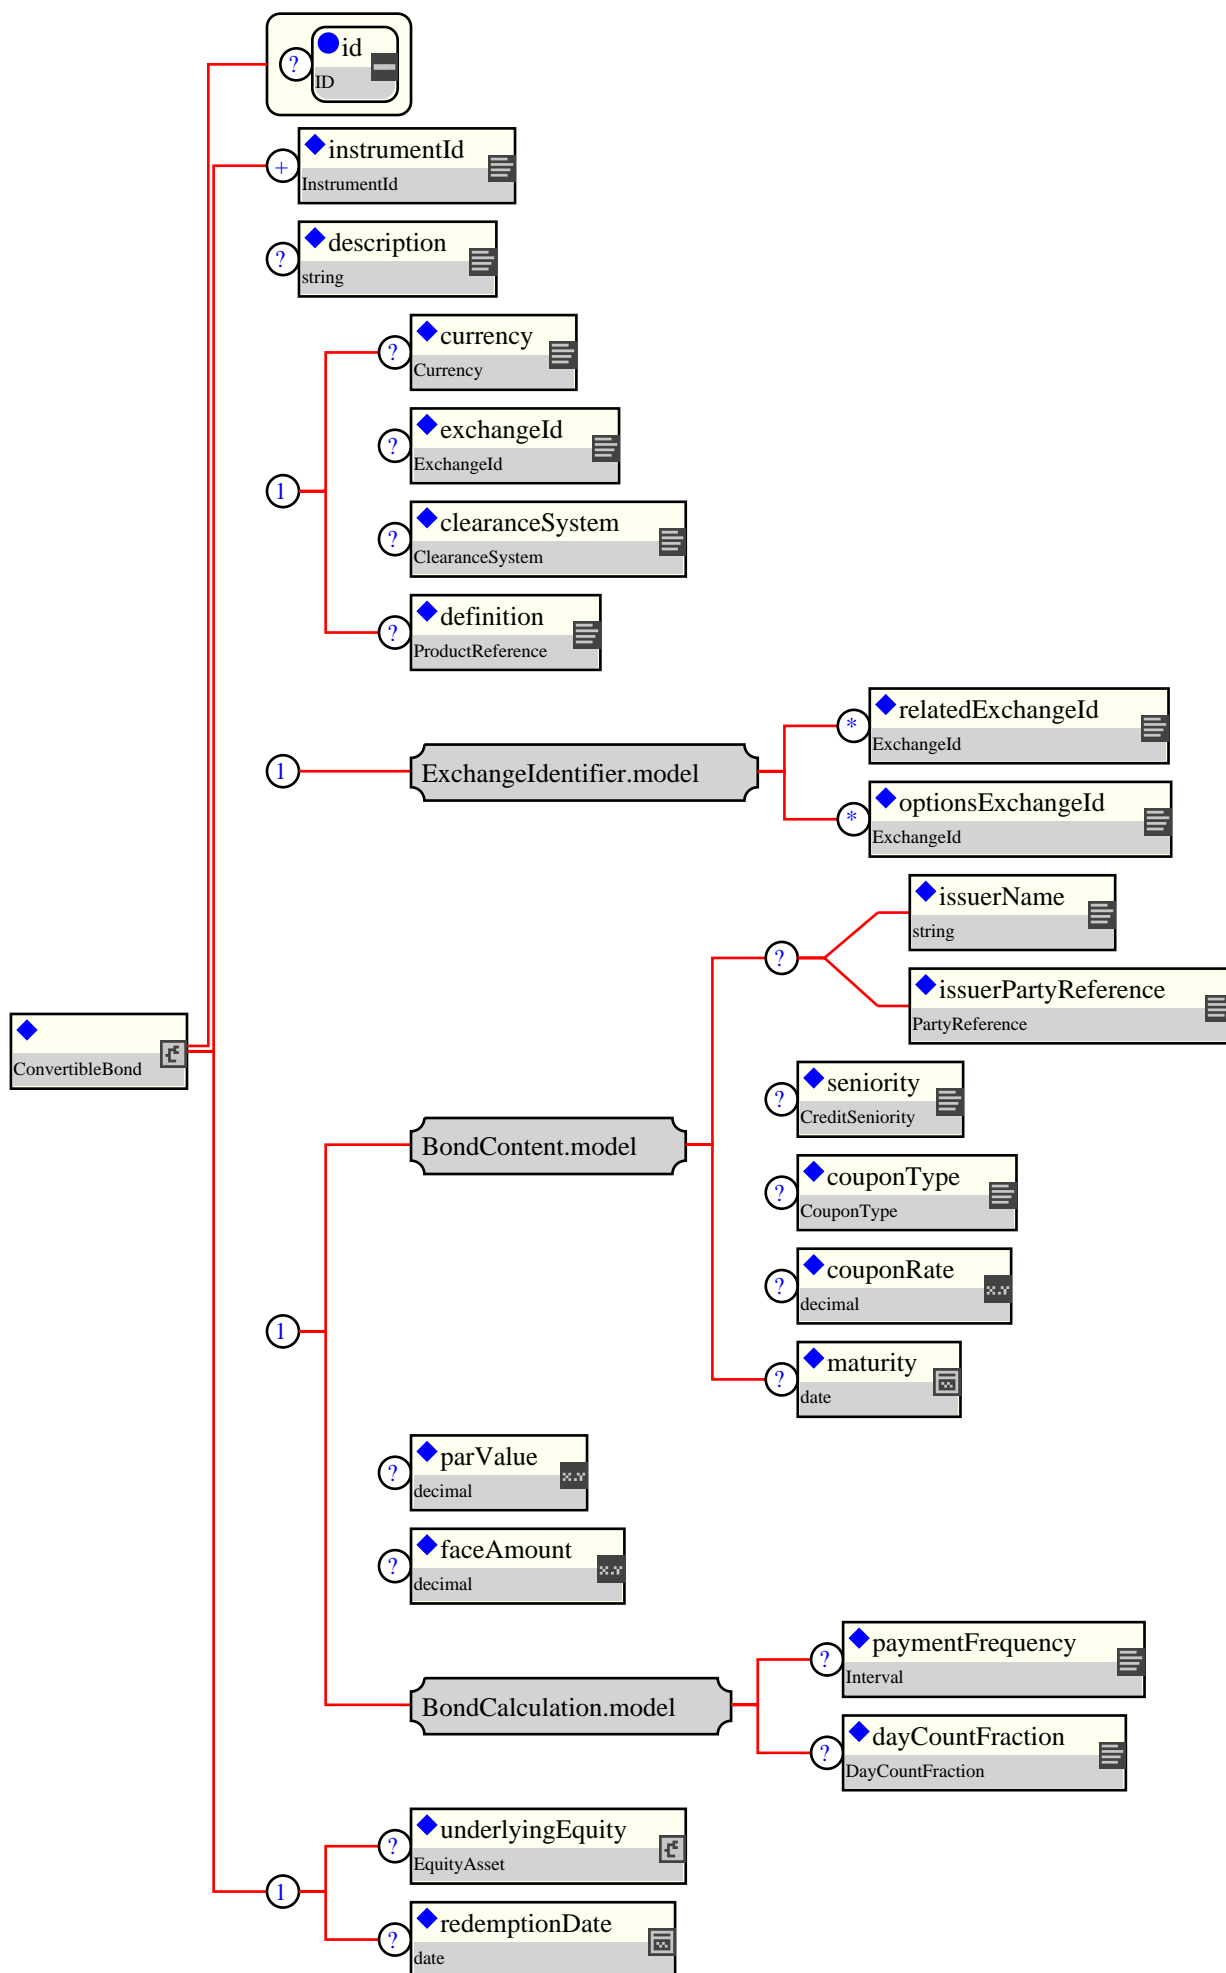 ?
id
ID
+
instrumentId
InstrumentId
?
description
string
?
currency
Currency
?
exchangeId
ExchangeId
1
?
clearanceSystem
ClearanceSystem
?
definition
ProductReference
*
relatedExchangeId
ExchangeId
1
ExchangeIdentifier.model
*
optionsExchangeId
ExchangeId
issuerName
string
?
issuerPartyReference
PartyReference
ConvertibleBond
?
seniority
CreditSeniority
BondContent.model
?
couponType
CouponType
?
couponRate
decimal
x.Y
1
?
maturity
date
?
parValue
decimal
x.Y
?
faceAmount
decimal
x.Y
?
paymentFrequency
Interval
BondCalculation.model
?
dayCountFraction
DayCountFraction
?
underlyingEquity
EquityAsset
1
?
redemptionDate
date